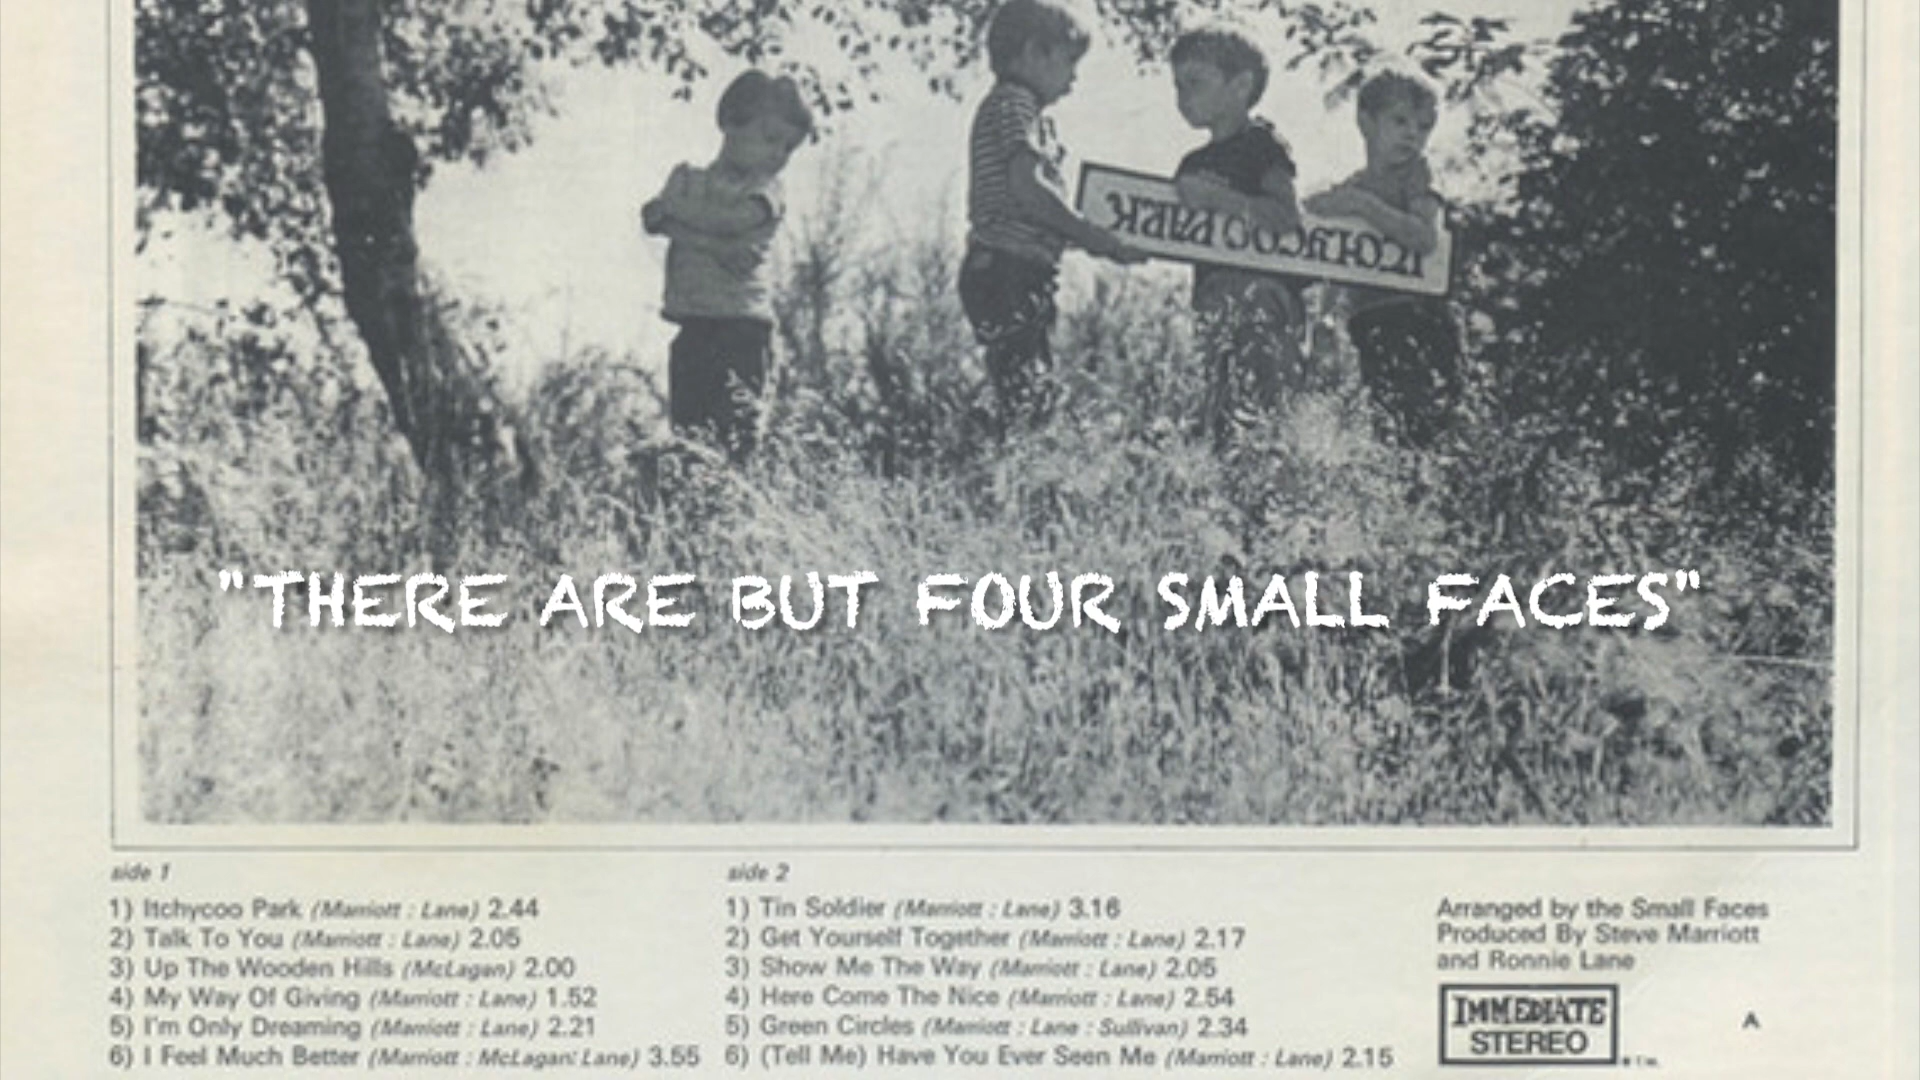 ITCHYCOO PARK
"THERE ARE BUT FOUR SMALL FACES"
side 1
1) Itchycoo Park (Marriott : Lane) 2.44
2) Talk To You (Marriott : Lane) 2.05
3) Up The Wooden Hills (McLagan) 2.00
4) My Way Of Giving (Marriott : Lane) 1.52
5) I'm Only Dreaming (Marriott : Lane) 2.21
6) I Feel Much Better (Marriott : McLagan: Lane) 3.55
side 2
1) Tin Soldier (Marriott : Lane) 3.16
2) Get Yourself Together (Marriott : Lane) 2.17
3) Show Me The Way (Marriott : Lane) 2.05
4) Here Come The Nice (Marriott : Lane) 2.54
5) Green Circles (Marriott : Lane : Sullivan) 2.34
6) (Tell Me) Have You Ever Seen Me (Marriott : Lane) 2.15
Arranged by the Small Faces
Produced By Steve Marriott
and Ronnie Lane
IMMEDIATE
STEREO
A